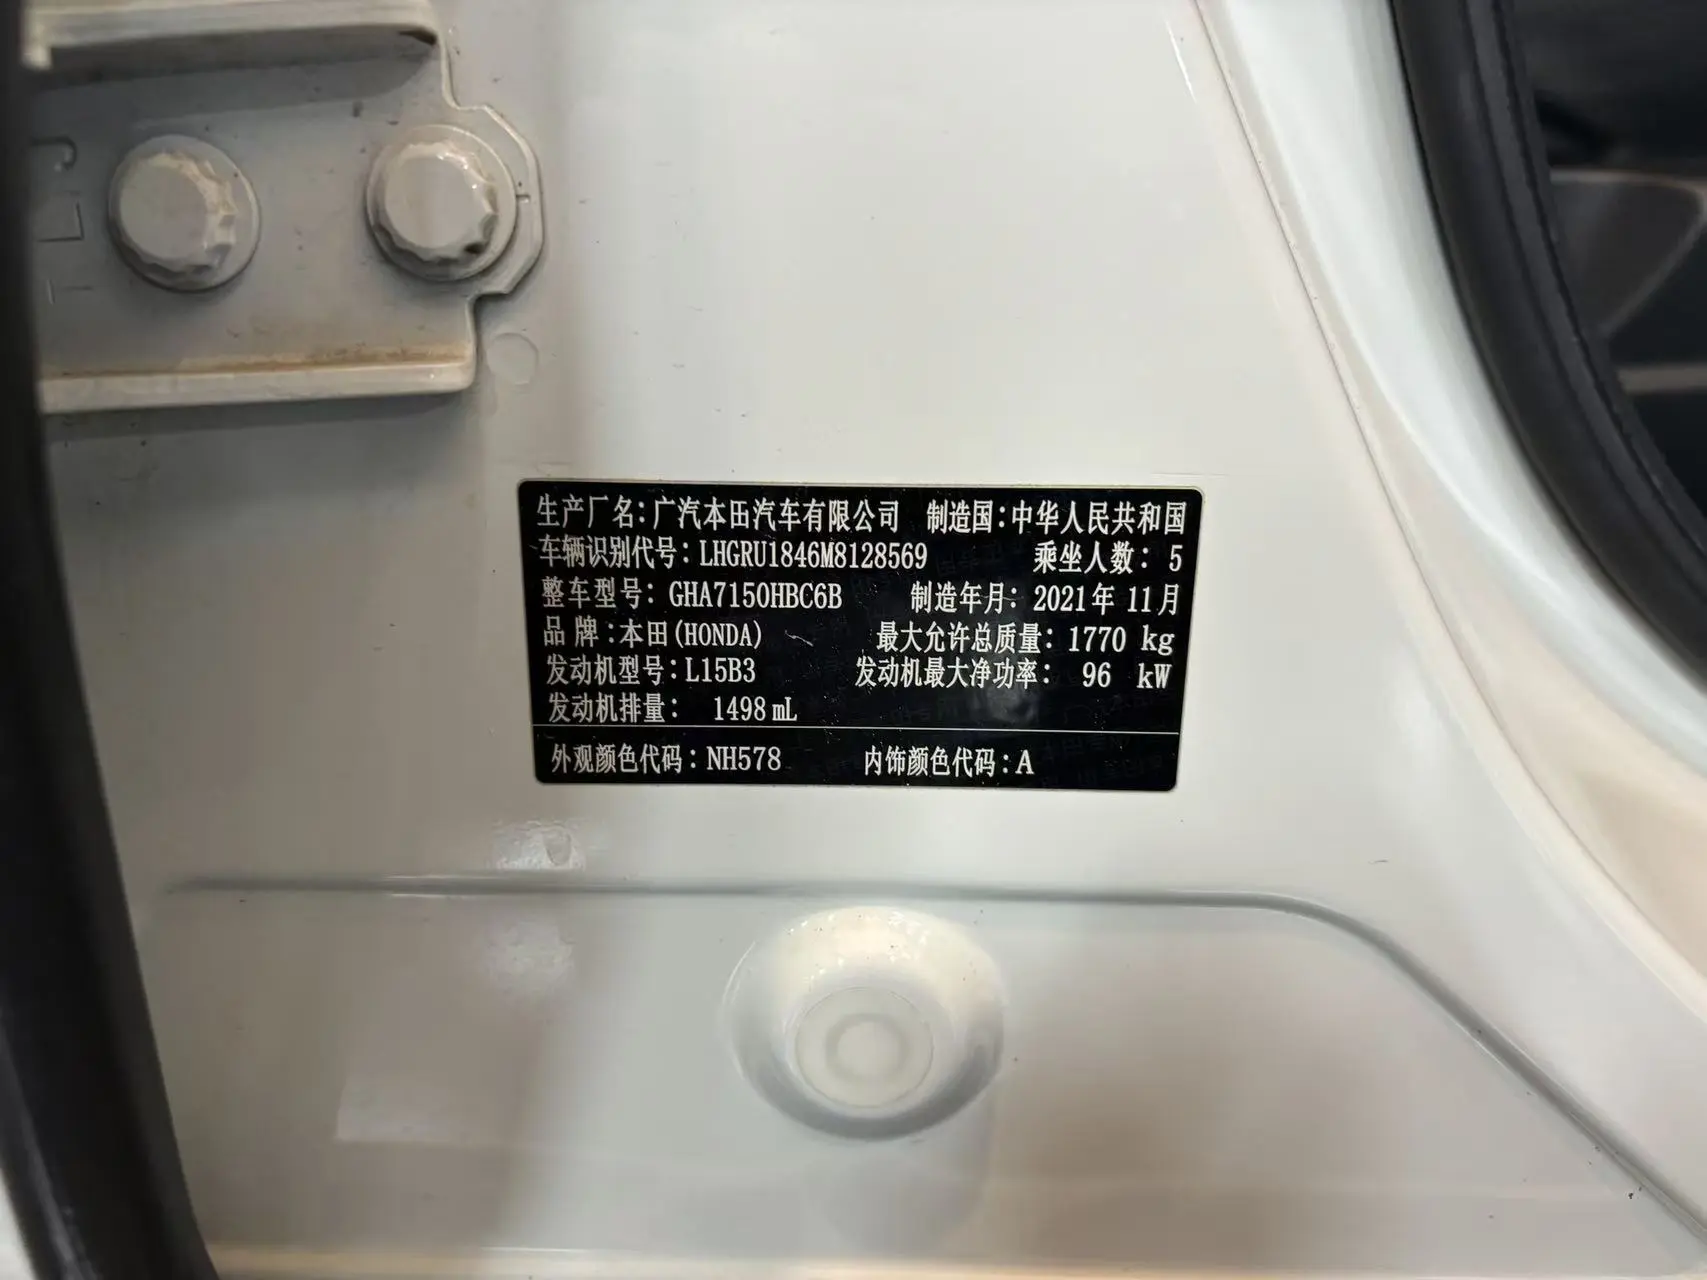 生产厂名:广汽本田汽车有限公司 制造国:中华人民共和国
车辆识别代号:LHGRU1846M8128569 乘坐人数:5
整车型号:GHA7150HBC6B 制造年月:2021年11月
品牌:本田(HONDA) 最大允许总质量:1770 kg
发动机型号:L15B3 发动机最大净功率: 96 kW
发动机排量: 1498mL
外观颜色代码:NH578 内饰颜色代码:A